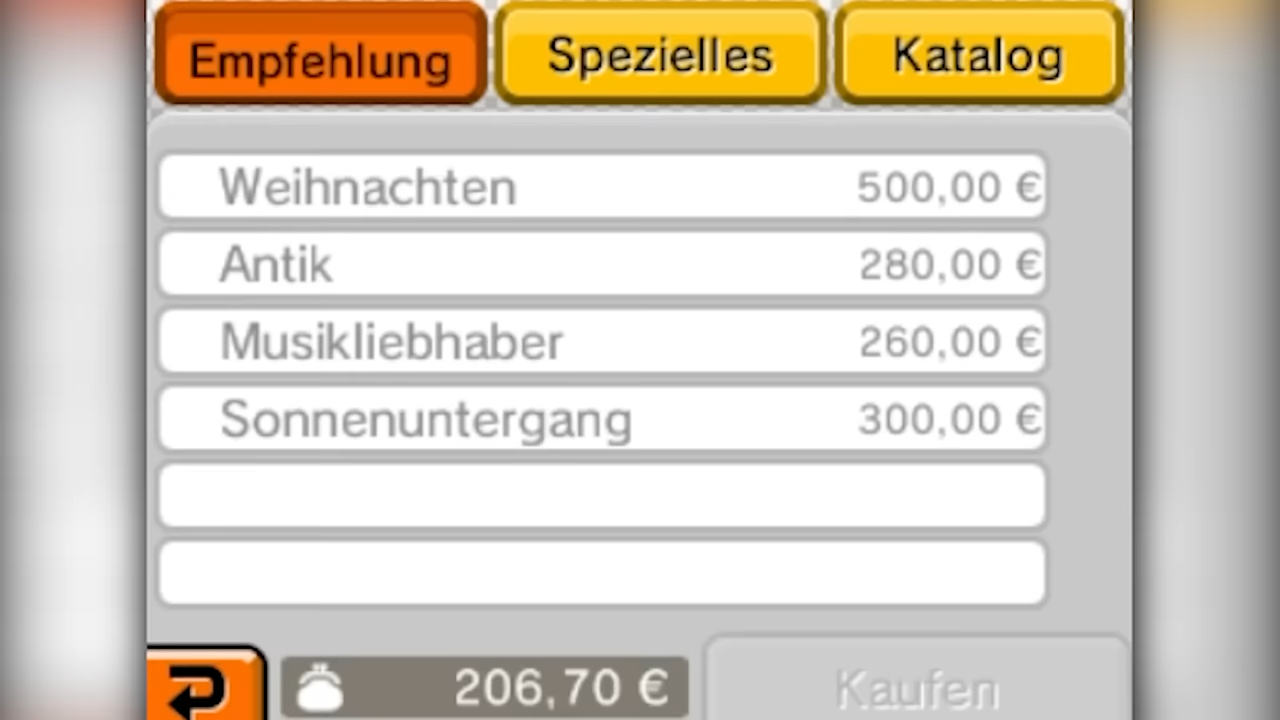 Empfehlung Spezielles Katalog
Weihnachten 500,00 €
Antik 280,00 €
Musikliebhaber 260,00 €
Sonnenuntergang 300,00 €
206,70 € Kaufen